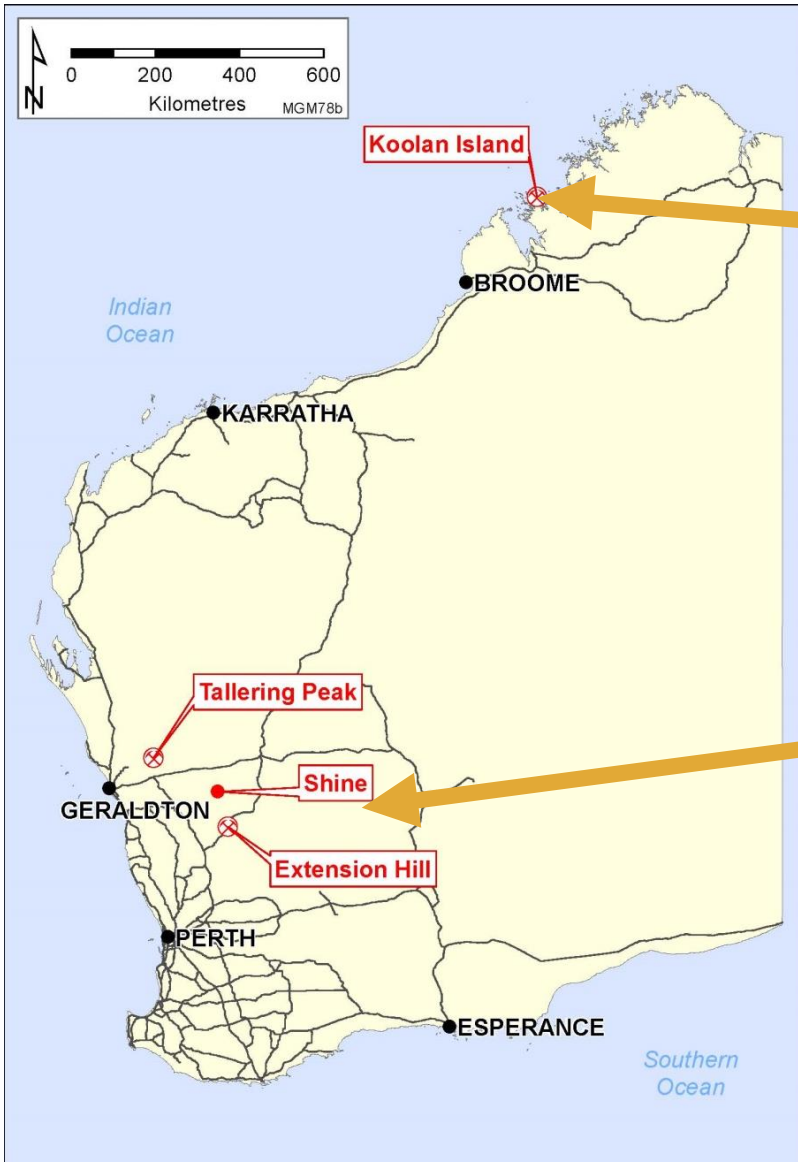 0 200 400 600
Kilometres
MGM78b
N
Koolan Island
BROOME
Indian
Ocean
KARRATHA
Tallering Peak
Shine
GERALDTON
Extension Hill
PERTH
ESPERANCE
Southern
Ocean